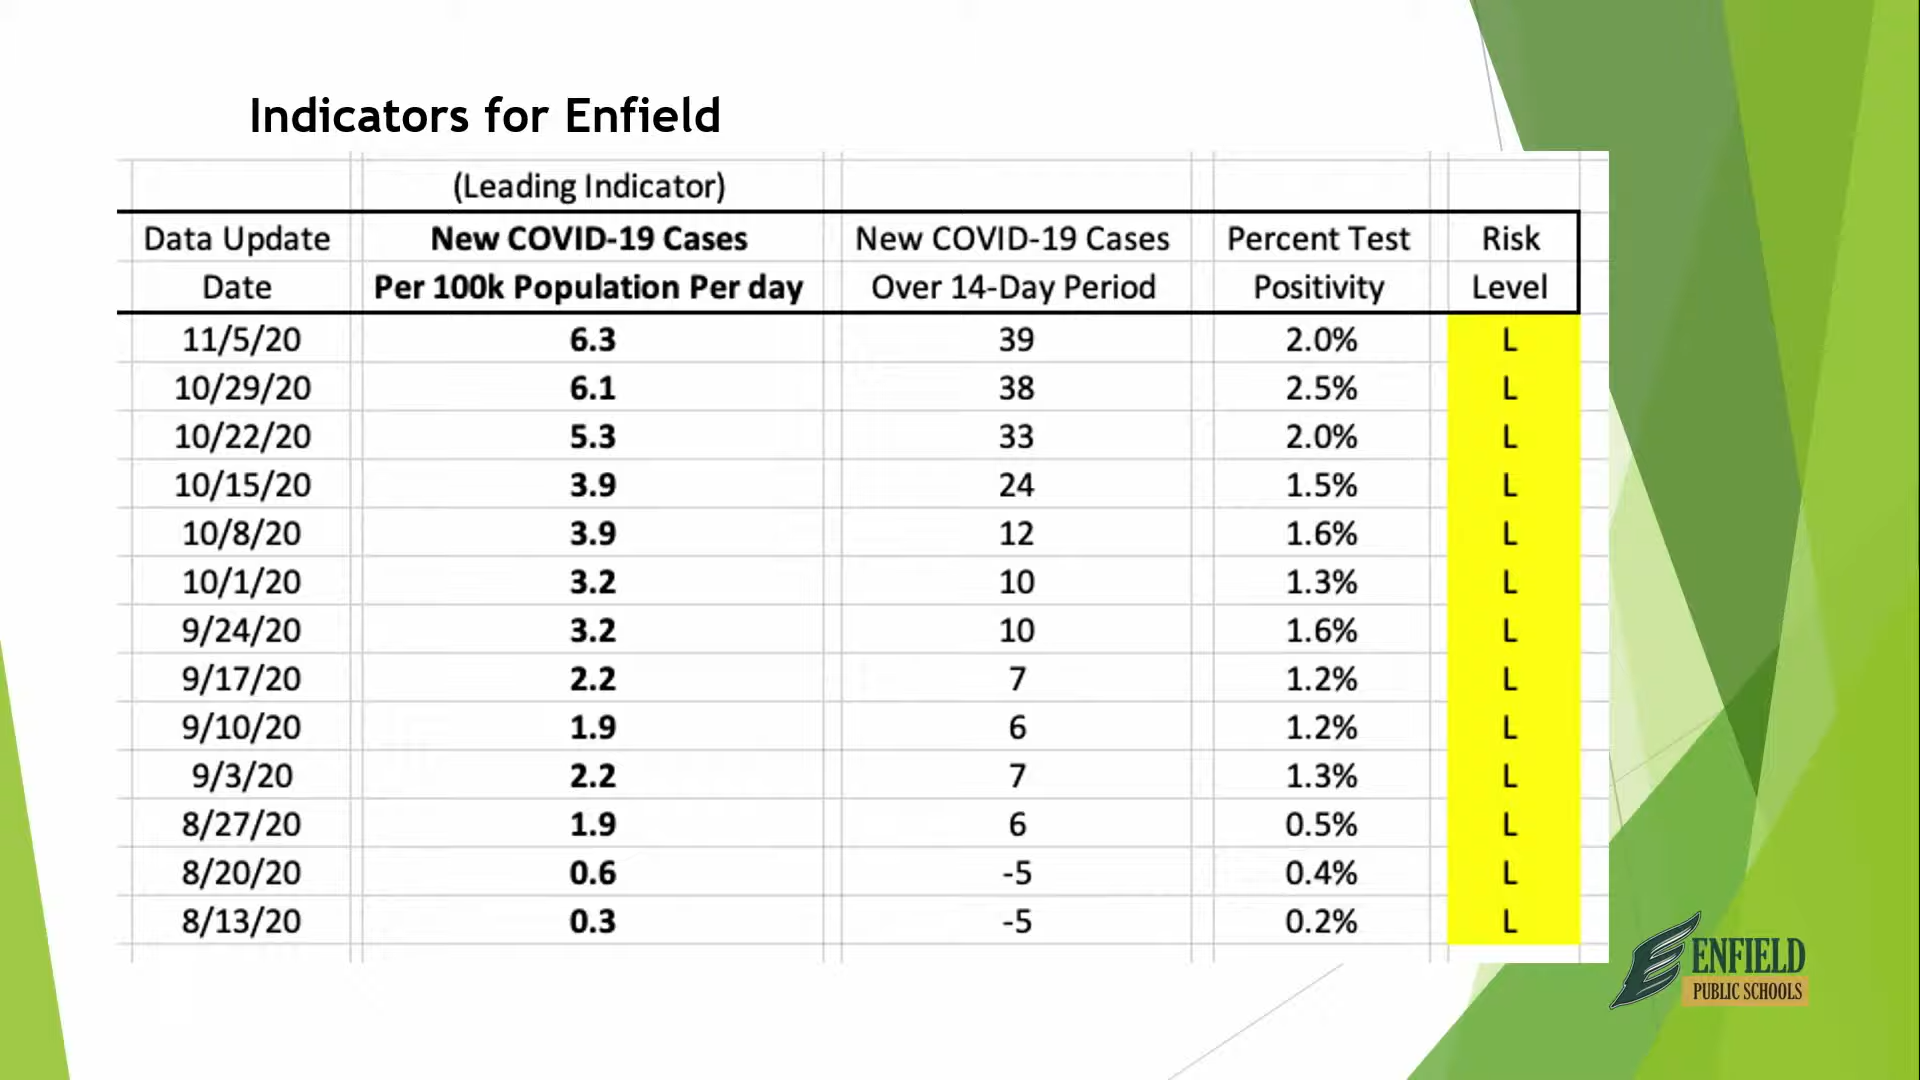 Indicators for Enfield
(Leading Indicator)
Data Update New COVID-19 Cases New COVID-19 Cases Percent Test Risk
Date Per 100k Population Per day Over 14-Day Period Positivity Level
11/5/20 6.3 39 2.0% L
10/29/20 6.1 38 2.5% L
10/22/20 5.3 33 2.0% L
10/15/20 3.9 24 1.5% L
10/8/20 3.9 12 1.6% L
10/1/20 3.2 10 1.3% L
9/24/20 3.2 10 1.6% L
9/17/20 2.2 7 1.2% L
9/10/20 1.9 6 1.2% L
9/3/20 2.2 7 1.3% L
8/27/20 1.9 6 0.5% L
8/20/20 0.6 -5 0.4% L
8/13/20 0.3 -5 0.2% L
E ENFIELD
PUBLIC SCHOOLS